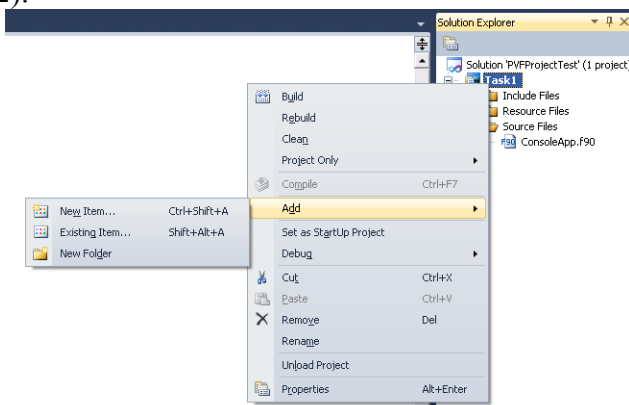 2).
Solution Explorer
Solution 'PVFProjectTest' (1 project)
Task1
Include Files
Resource Files
Source Files
F90 ConsoleApp.f90
Build
Rebuild
Clean
Project Only
Compile Ctrl+F7
Add
Set as StartUp Project
Debug
Cut Ctrl+X
Paste Ctrl+V
Remove Del
Rename
Unload Project
Properties Alt+Enter
New Item... Ctrl+Shift+A
Existing Item... Shift+Alt+A
New Folder